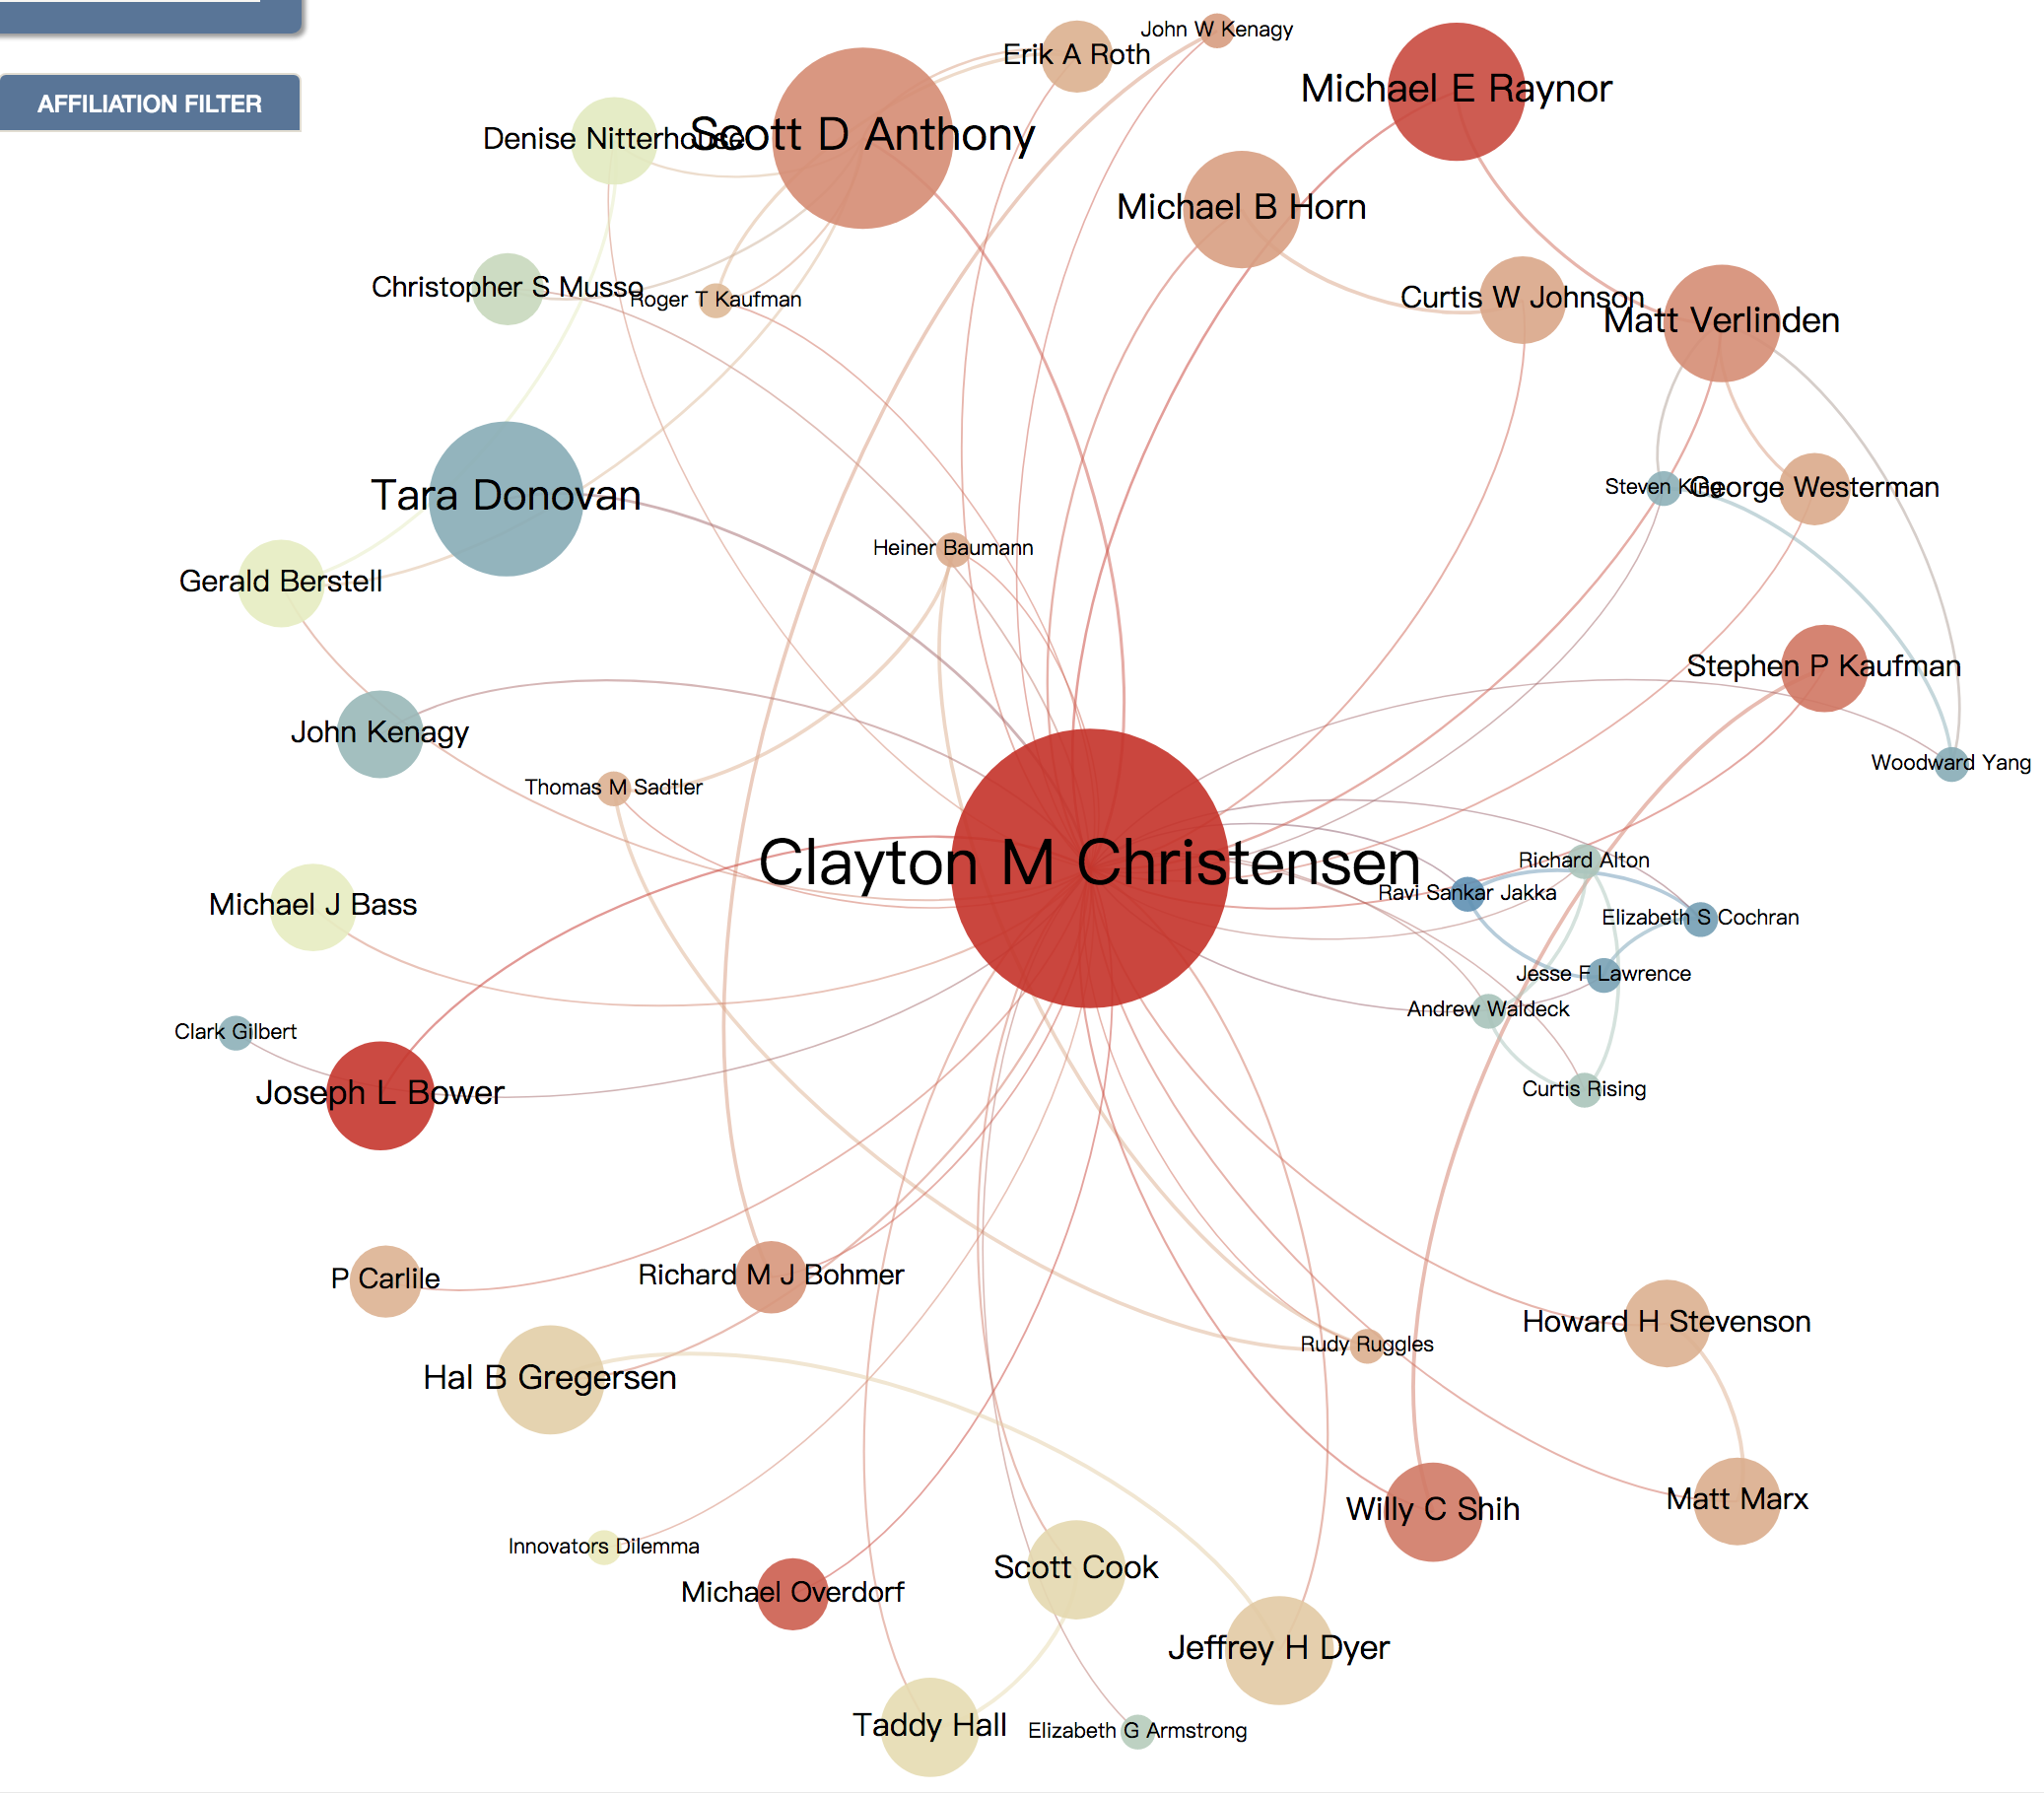 AFFILIATION FILTER
John W Kenagy
Erik A Roth
Michael E Raynor
Denise Nitterhouse
Scott D Anthony
Michael B Horn
Christopher S Musso
Roger T Kaufman
Curtis W Johnson
Matt Verlinden
Tara Donovan
Steven King
George Westerman
Heiner Baumann
Gerald Berstell
Stephen P Kaufman
John Kenagy
Woodward Yang
Thomas M Sadtler
Clayton M Christensen
Richard Alton
Ravi Sankar Jakka
Michael J Bass
Elizabeth S Cochran
Jesse F Lawrence
Andrew Waldeck
Clark Gilbert
Joseph L Bower
Curtis Rising
P Carlile
Richard M J Bohmer
Howard H Stevenson
Rudy Ruggles
Hal B Gregersen
Matt Marx
Willy C Shih
Innovators Dilemma
Scott Cook
Michael Overdorf
Jeffrey H Dyer
Taddy Hall
Elizabeth G Armstrong